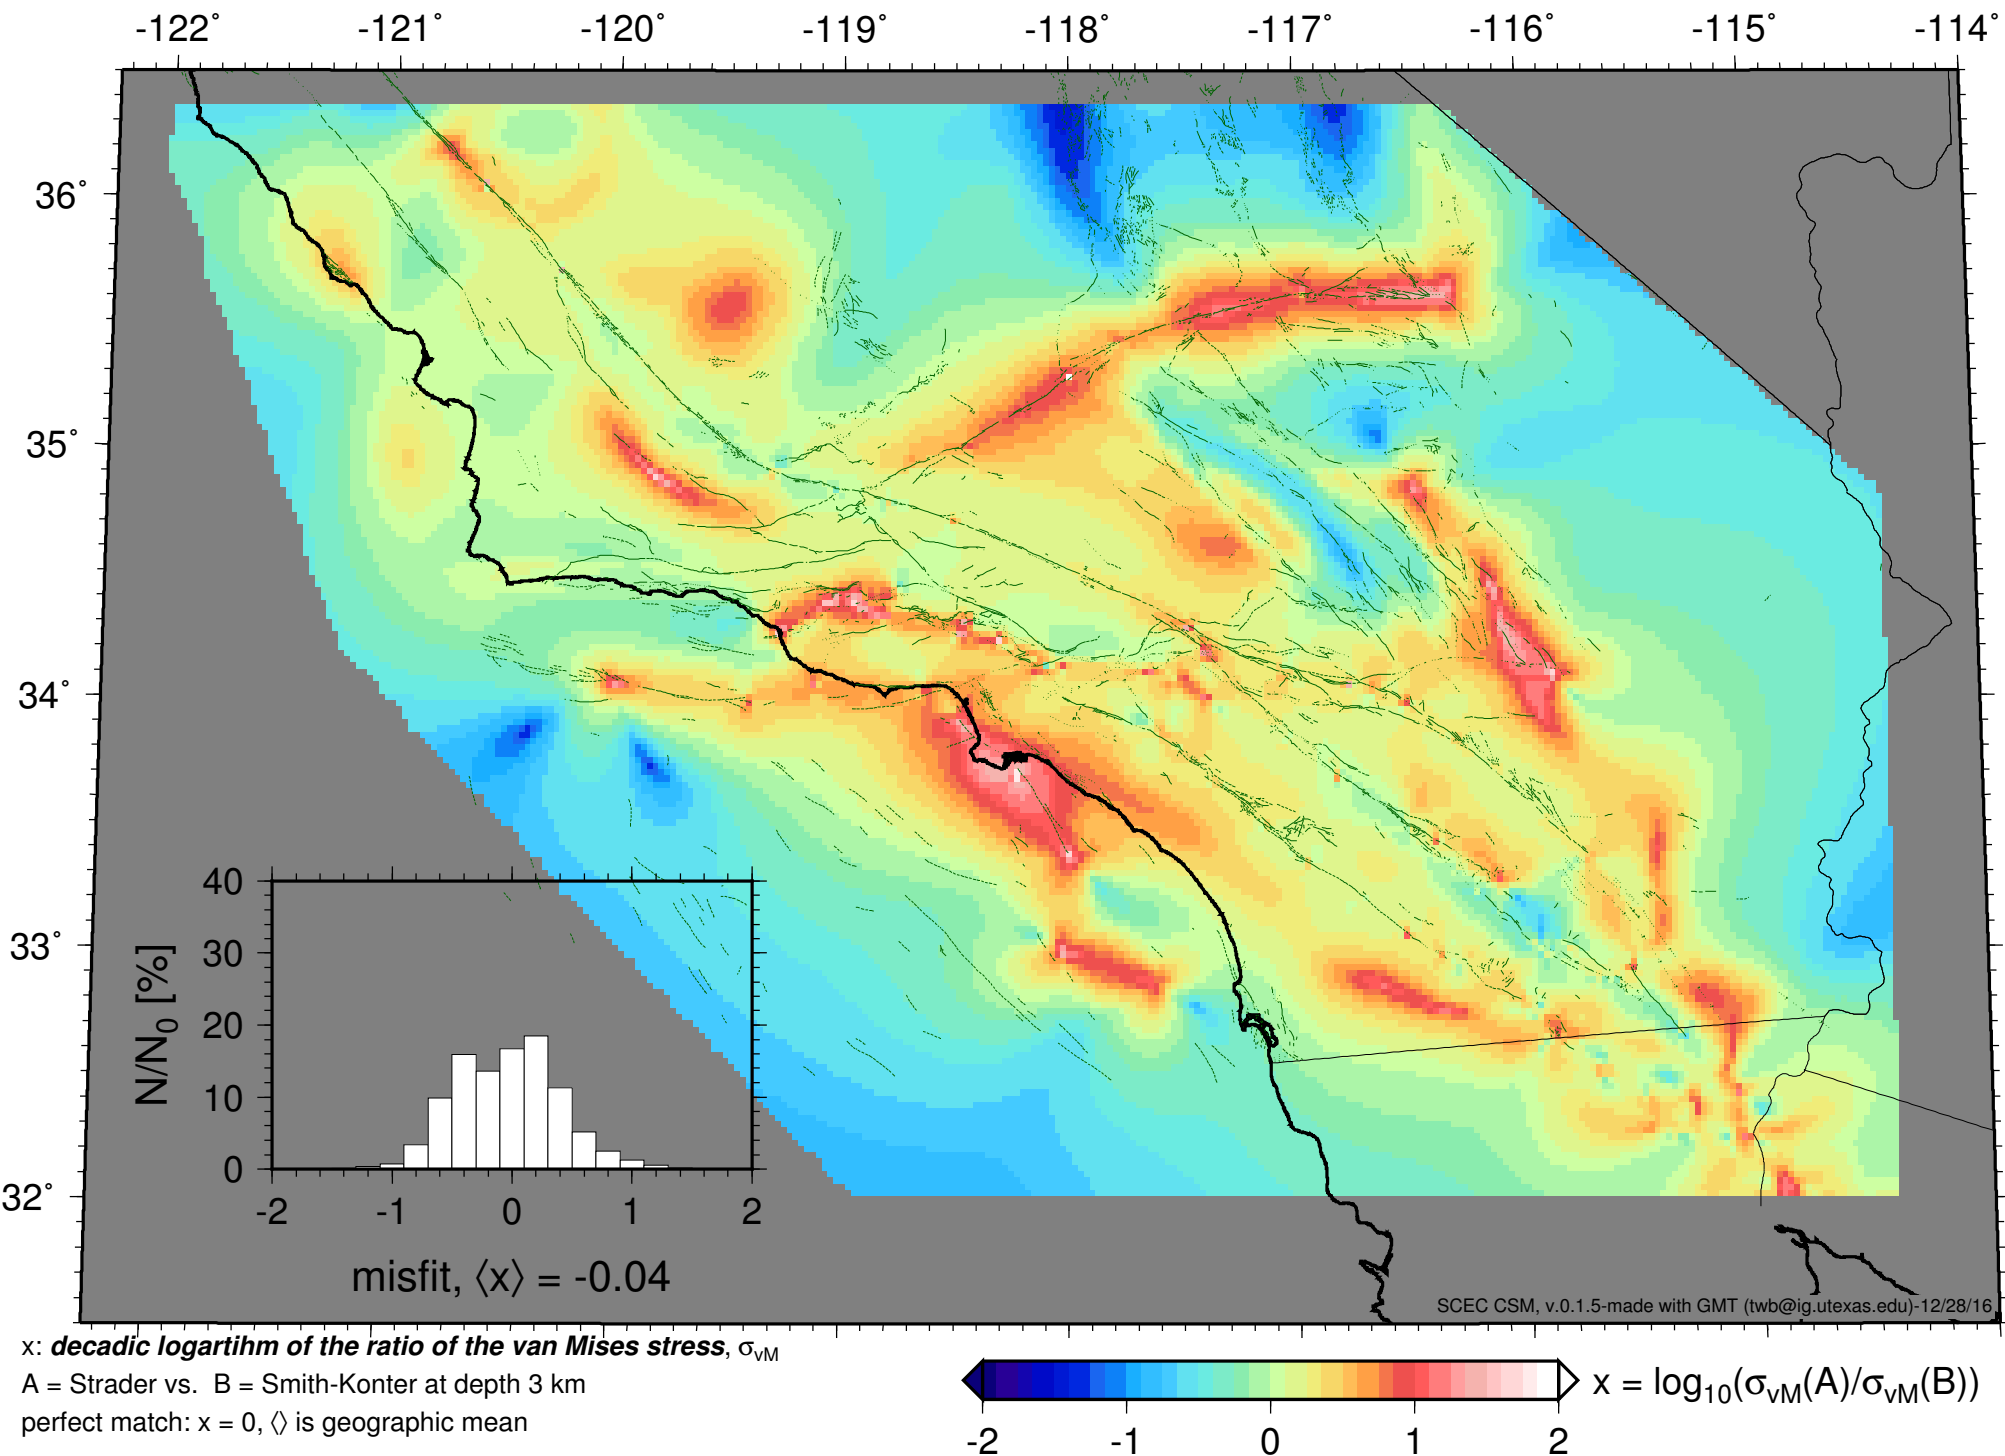 -122˚ -121˚ -120˚ -119˚ -118˚ -117˚ -116˚ -115˚ -114˚
36˚
35˚
34˚
33˚
32˚
40
30
20
10
0
N/N0 [%]
-2 -1 0 1 2
misfit, ⟨x⟩ = -0.04
SCEC CSM, v.0.1.5-made with GMT (twb@ig.utexas.edu)-12/28/16
x: decadic logartihm of the ratio of the van Mises stress, σvM
A = Strader vs. B = Smith-Konter at depth 3 km
perfect match: x = 0, ⟨⟩ is geographic mean
x = log10(σvM(A)/σvM(B))
-2 -1 0 1 2